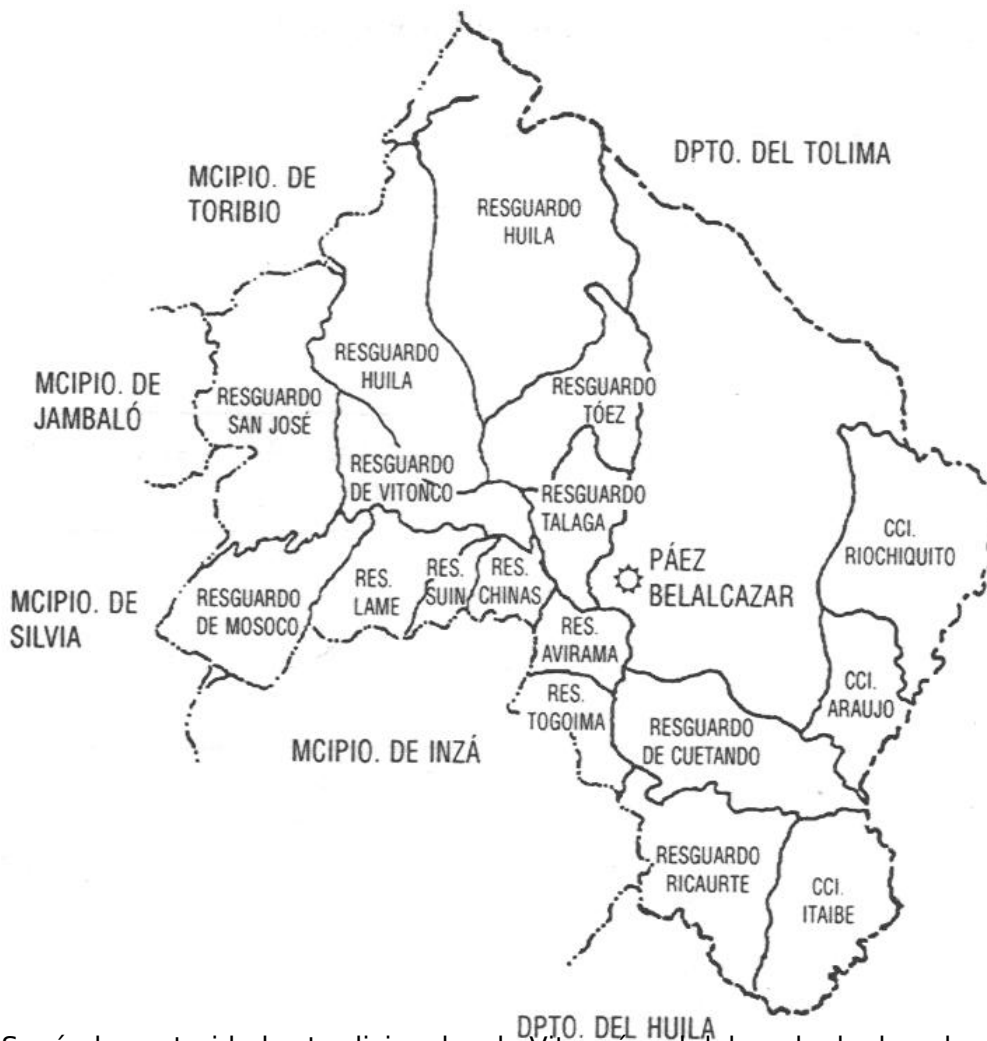 DPTO. DEL TOLIMA
MCIPIO. DE
TORIBIO
RESGUARDO
HUILA
RESGUARDO
HUILA
MCIPIO. DE
JAMBALÓ
RESGUARDO
SAN JOSÉ
RESGUARDO
TÓEZ
RESGUARDO
DE VITONCO
RESGUARDO
TALAGA
CCI.
RIOCHIQUITO
PÁEZ
BELALCAZAR
MCIPIO. DE
SILVIA
RESGUARDO
DE MOSOCO
RES.
LAME
RES.
SUIN
RES.
CHINAS
RES.
AVIRAMA
CCI.
ARAUJO
RES.
TOGOIMA
RESGUARDO
DE CUETANDO
MCIPIO. DE INZÁ
RESGUARDO
RICAURTE
CCI.
ITAIBE
DPTO. DEL HUILA